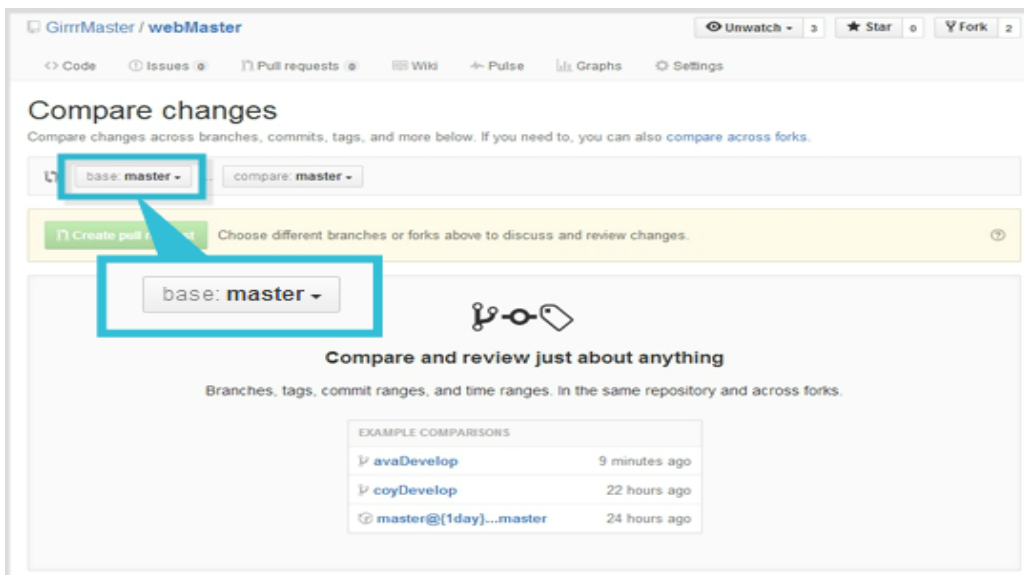 GirrrMaster / webMaster
Unwatch 3 Star 0 Fork 2
Code Issues 0 Pull requests 0 Wiki Pulse Graphs Settings
Compare changes
Compare changes across branches, commits, tags, and more below. If you need to, you can also compare across forks.
base: master ... compare: master
Create pull Choose different branches or forks above to discuss and review changes.
base: master
Compare and review just about anything
Branches, tags, commit ranges, and time ranges. In the same repository and across forks.
EXAMPLE COMPARISONS
avaDevelop 9 minutes ago
coyDevelop 22 hours ago
master@{1day}...master 24 hours ago